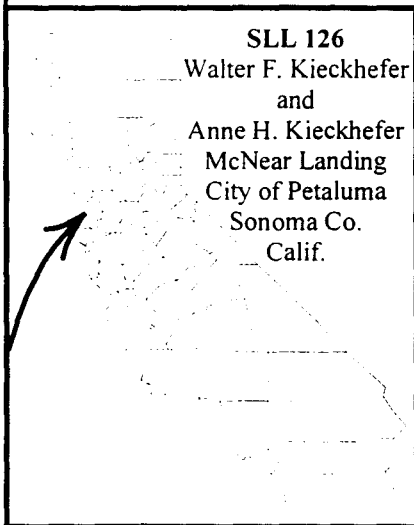 SLL 126
Walter F. Kieckhefer
and
Anne H. Kieckhefer
McNear Landing
City of Petaluma
Sonoma Co.
Calif.